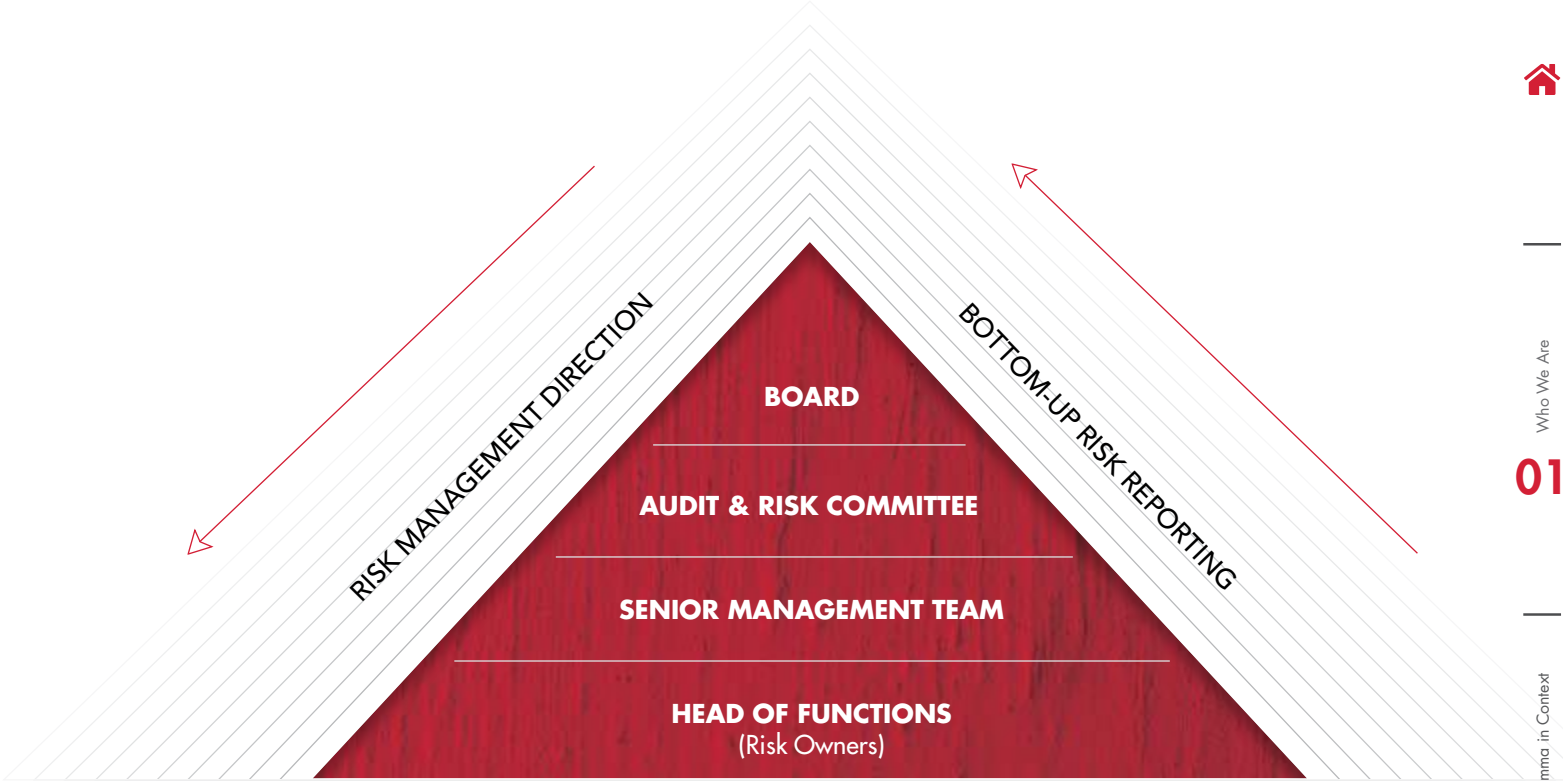 RISK MANAGEMENT DIRECTION
BOTTOM-UP RISK REPORTING
BOARD
AUDIT & RISK COMMITTEE
SENIOR MANAGEMENT TEAM
HEAD OF FUNCTIONS
(Risk Owners)
Who We Are
01
in Context